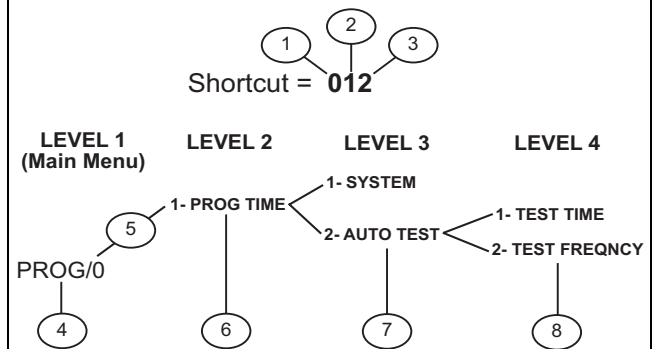 2
1 3
Shortcut = 012
LEVEL 1 LEVEL 2 LEVEL 3 LEVEL 4
(Main Menu)
1- SYSTEM
1- PROG TIME
5 1- TEST TIME
2- AUTO TEST
2- TEST FREQNCY
PROG/0
4 6 7 8